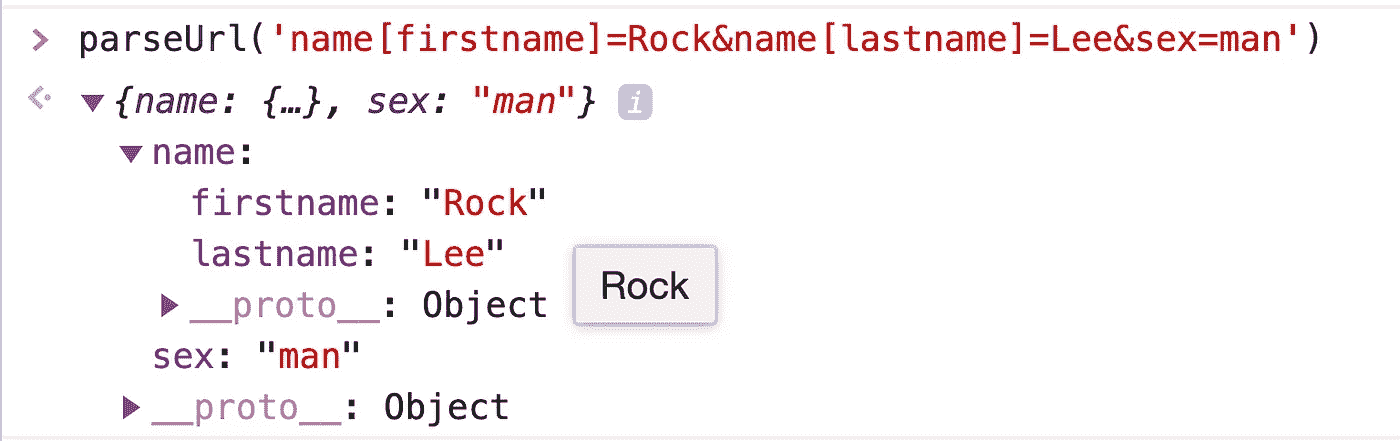 > parseUrl('name[firstname]=Rock&name[lastname]=Lee&sex=man')
{name: {…}, sex: "man"} i
name:
firstname: "Rock"
lastname: "Lee"
Rock
__proto__: Object
sex: "man"
__proto__: Object